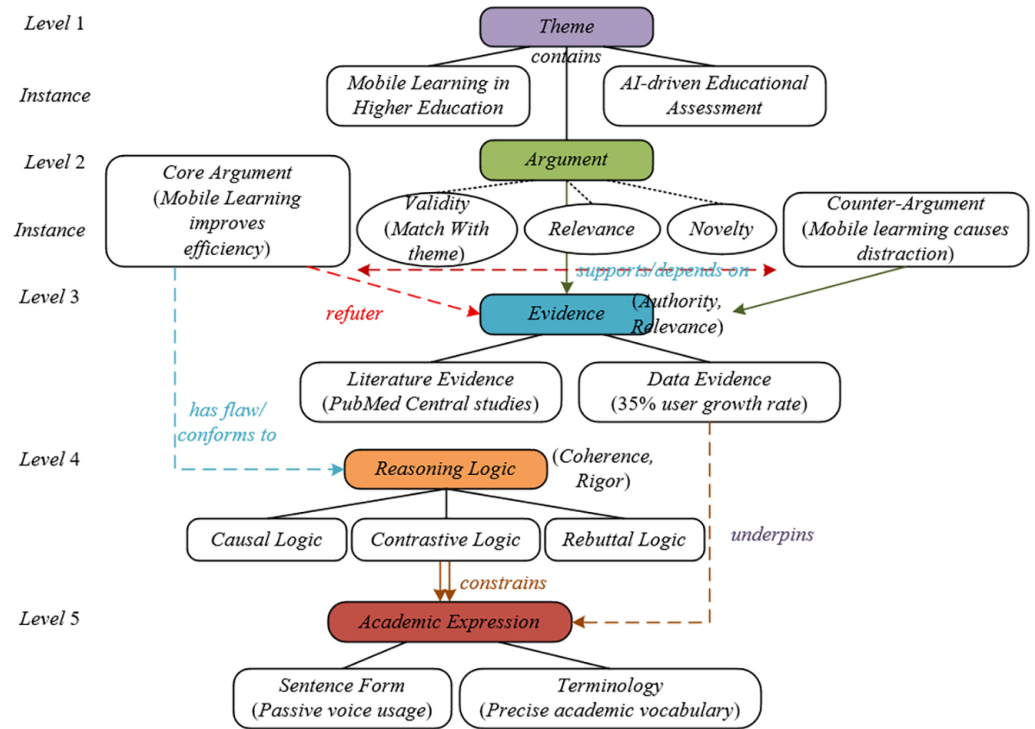 Level 1
Theme
contains
Instance
Mobile Learning in
Higher Education
AI-driven Educational
Assessment
Level 2
Argument
Core Argument
(Mobile Learning
improves
efficiency)
Instance
Validity
(Match With
theme)
Relevance
Novelty
Counter-Argument
(Mobile learning causes
distraction)
supports/depends on
Level 3
refuter
Evidence
(Authority,
Relevance)
Literature Evidence
(PubMed Central studies)
Data Evidence
(35% user growth rate)
has flaw/
conforms to
Level 4
Reasoning Logic
(Coherence,
Rigor)
Causal Logic
Contrastive Logic
Rebuttal Logic
underpins
constrains
Level 5
Academic Expression
Sentence Form
(Passive voice usage)
Terminology
(Precise academic vocabulary)